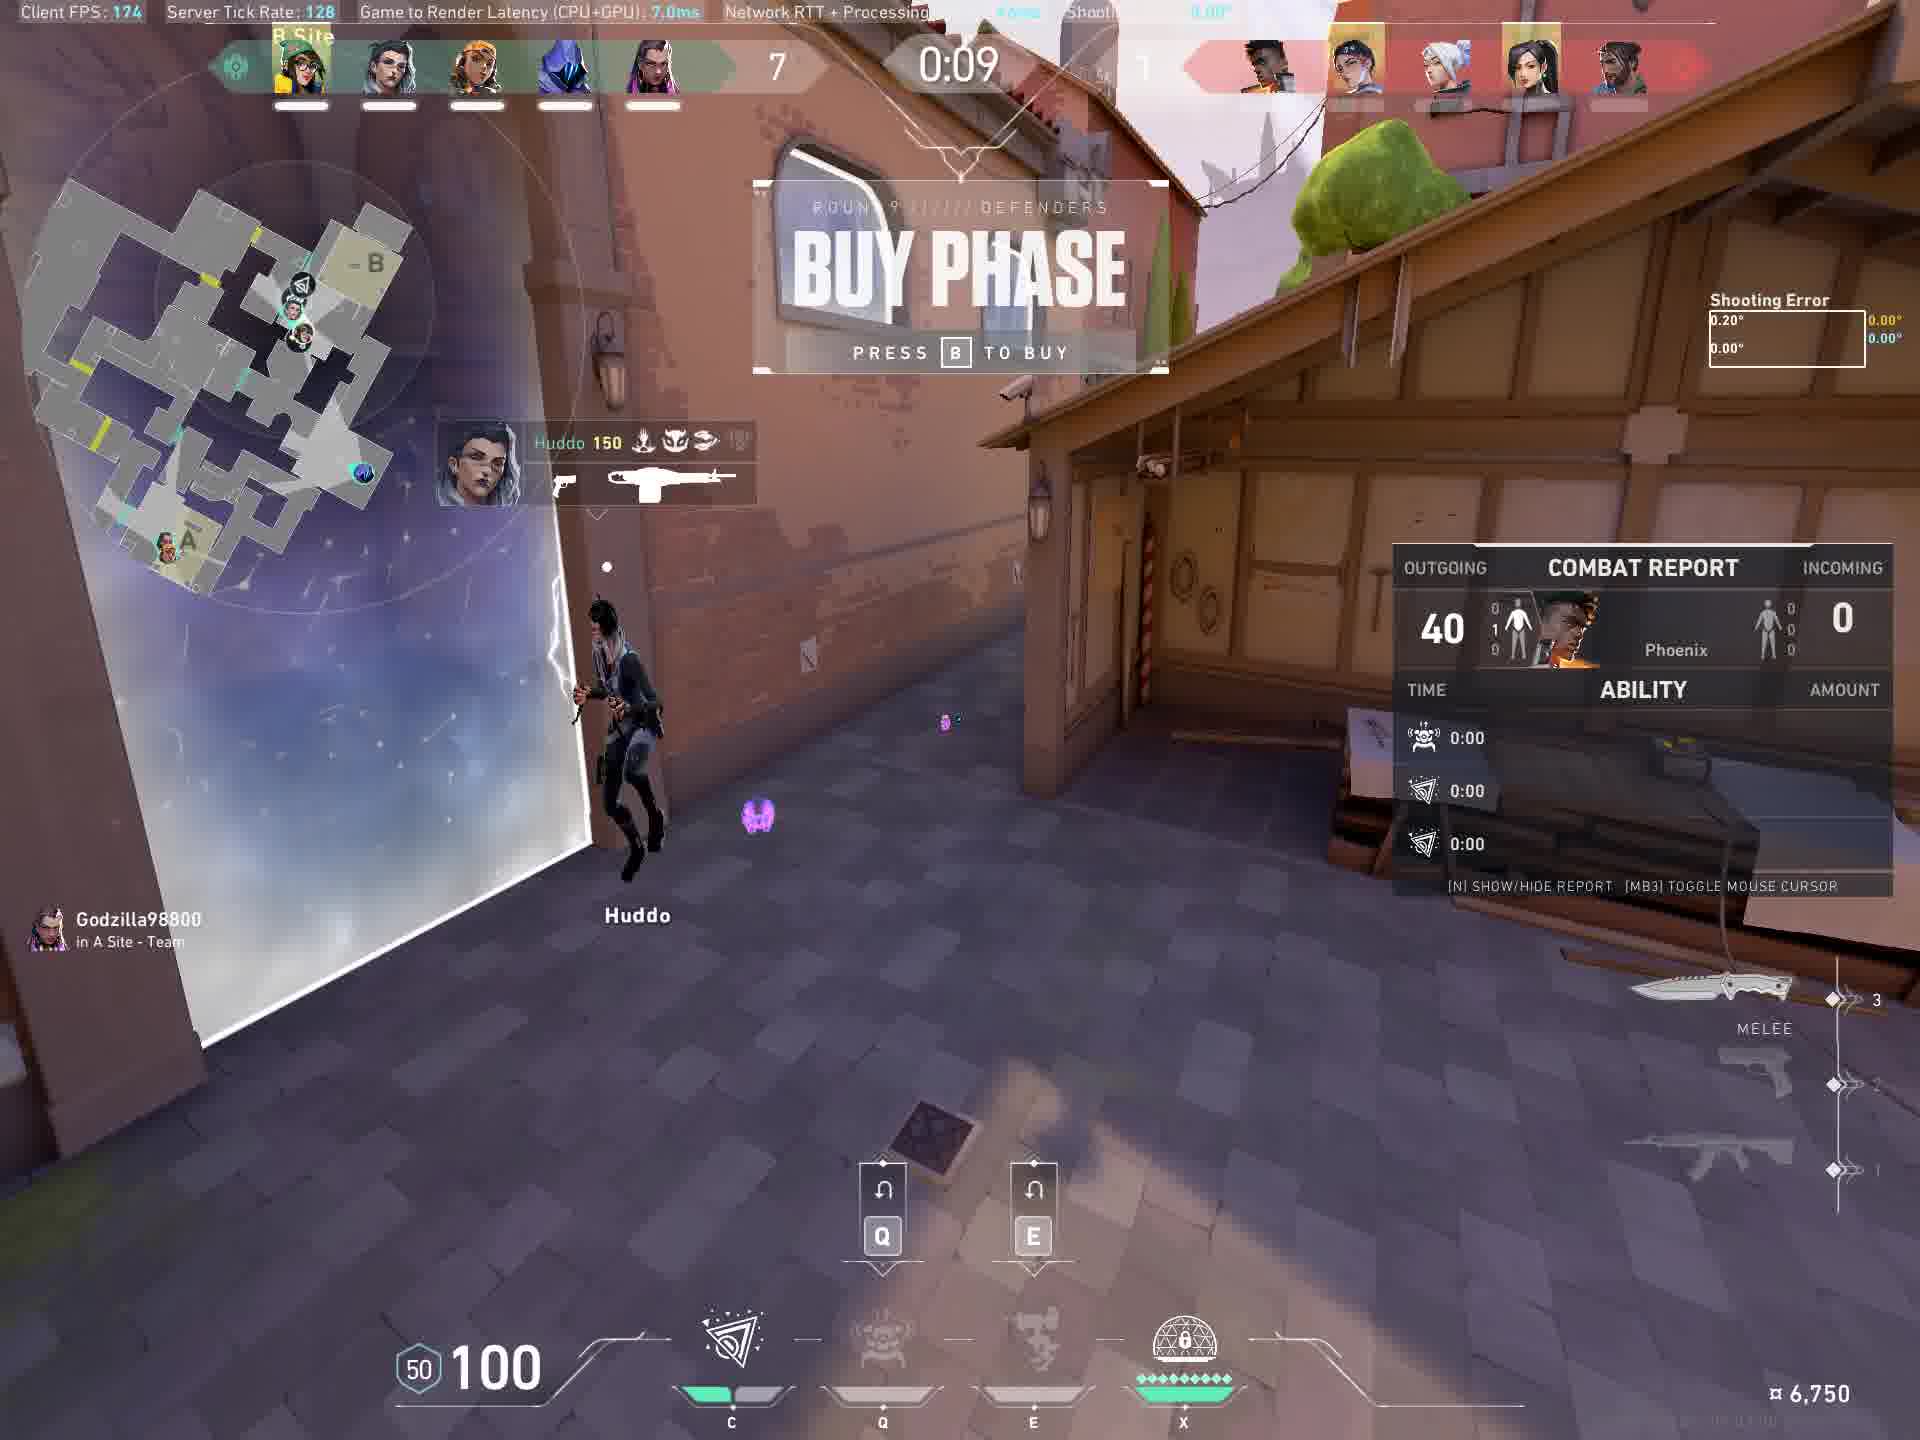 Client FPS: 174 Server Tick Rate: 128 Game to Render Latency (CPU+GPU): 7.0ms Network RTT + Processing
B Site
7 0:09 1
ROUND 9 ////// DEFENDERS
BUY PHASE
PRESS B TO BUY
B
A
Shooting Error
0.20° 0.00°
0.00° 0.00°
Huddo 150
COMBAT REPORT
OUTGOING INCOMING
40 0 1 0 Phoenix 0 0 0 0
TIME ABILITY AMOUNT
0:00
0:00
0:00
[N] SHOW/HIDE REPORT [MB3] TOGGLE MOUSE CURSOR
Huddo
Godzilla98800
in A Site - Team
3
MELEE
2
1
Q E
50 100
C Q E X
¤ 6,750